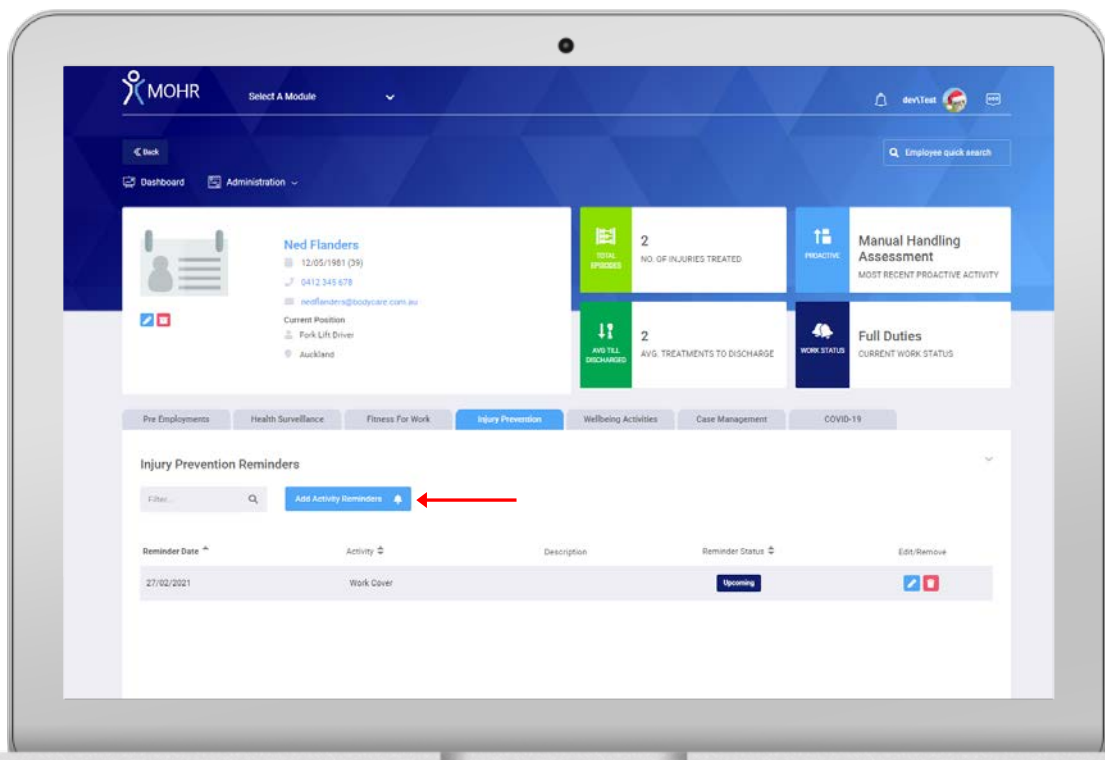 MOHR
Select A Module
dev\Test
Back
Employee quick search
Dashboard
Administration
Ned Flanders
12/05/1981 (39)
0412 345 678
nedflanders@bodycare.com.au
Current Position
Fork Lift Driver
Auckland
TOTAL EPISODES
2
NO. OF INJURIES TREATED
PROACTIVE
Manual Handling
Assessment
MOST RECENT PROACTIVE ACTIVITY
AVG TILL DISCHARGED
2
AVG. TREATMENTS TO DISCHARGE
WORK STATUS
Full Duties
CURRENT WORK STATUS
Pre Employments Health Surveillance Fitness For Work Injury Prevention Wellbeing Activities Case Management COVID-19
Injury Prevention Reminders
Filter...
Add Activity Reminders
Reminder Date Activity Description Reminder Status Edit/Remove
27/02/2021 Work Cover Upcoming